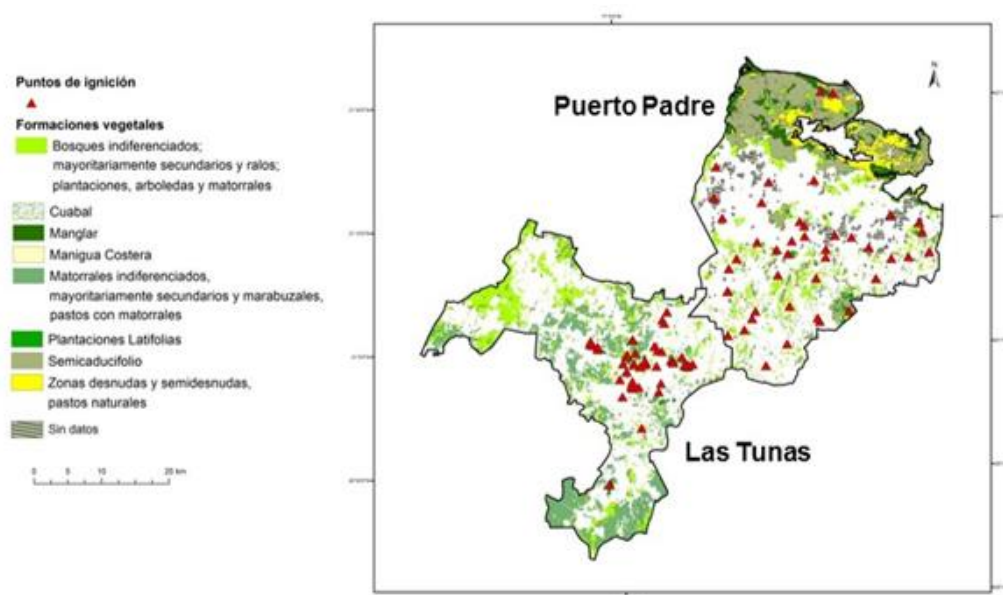 Puntos de ignición
Formaciones vegetales
Bosques indiferenciados;
mayoritariamente secundarios y ralos;
plantaciones, arboledas y matorrales
Cuabal
Manglar
Manigua Costera
Matorrales indiferenciados,
mayoritariamente secundarios y marabuzales,
pastos con matorrales
Plantaciones Latifolias
Semicaducifolio
Zonas desnudas y semidesnudas,
pastos naturales
Sin datos
0 5 10 20 km
N
Puerto Padre
Las Tunas